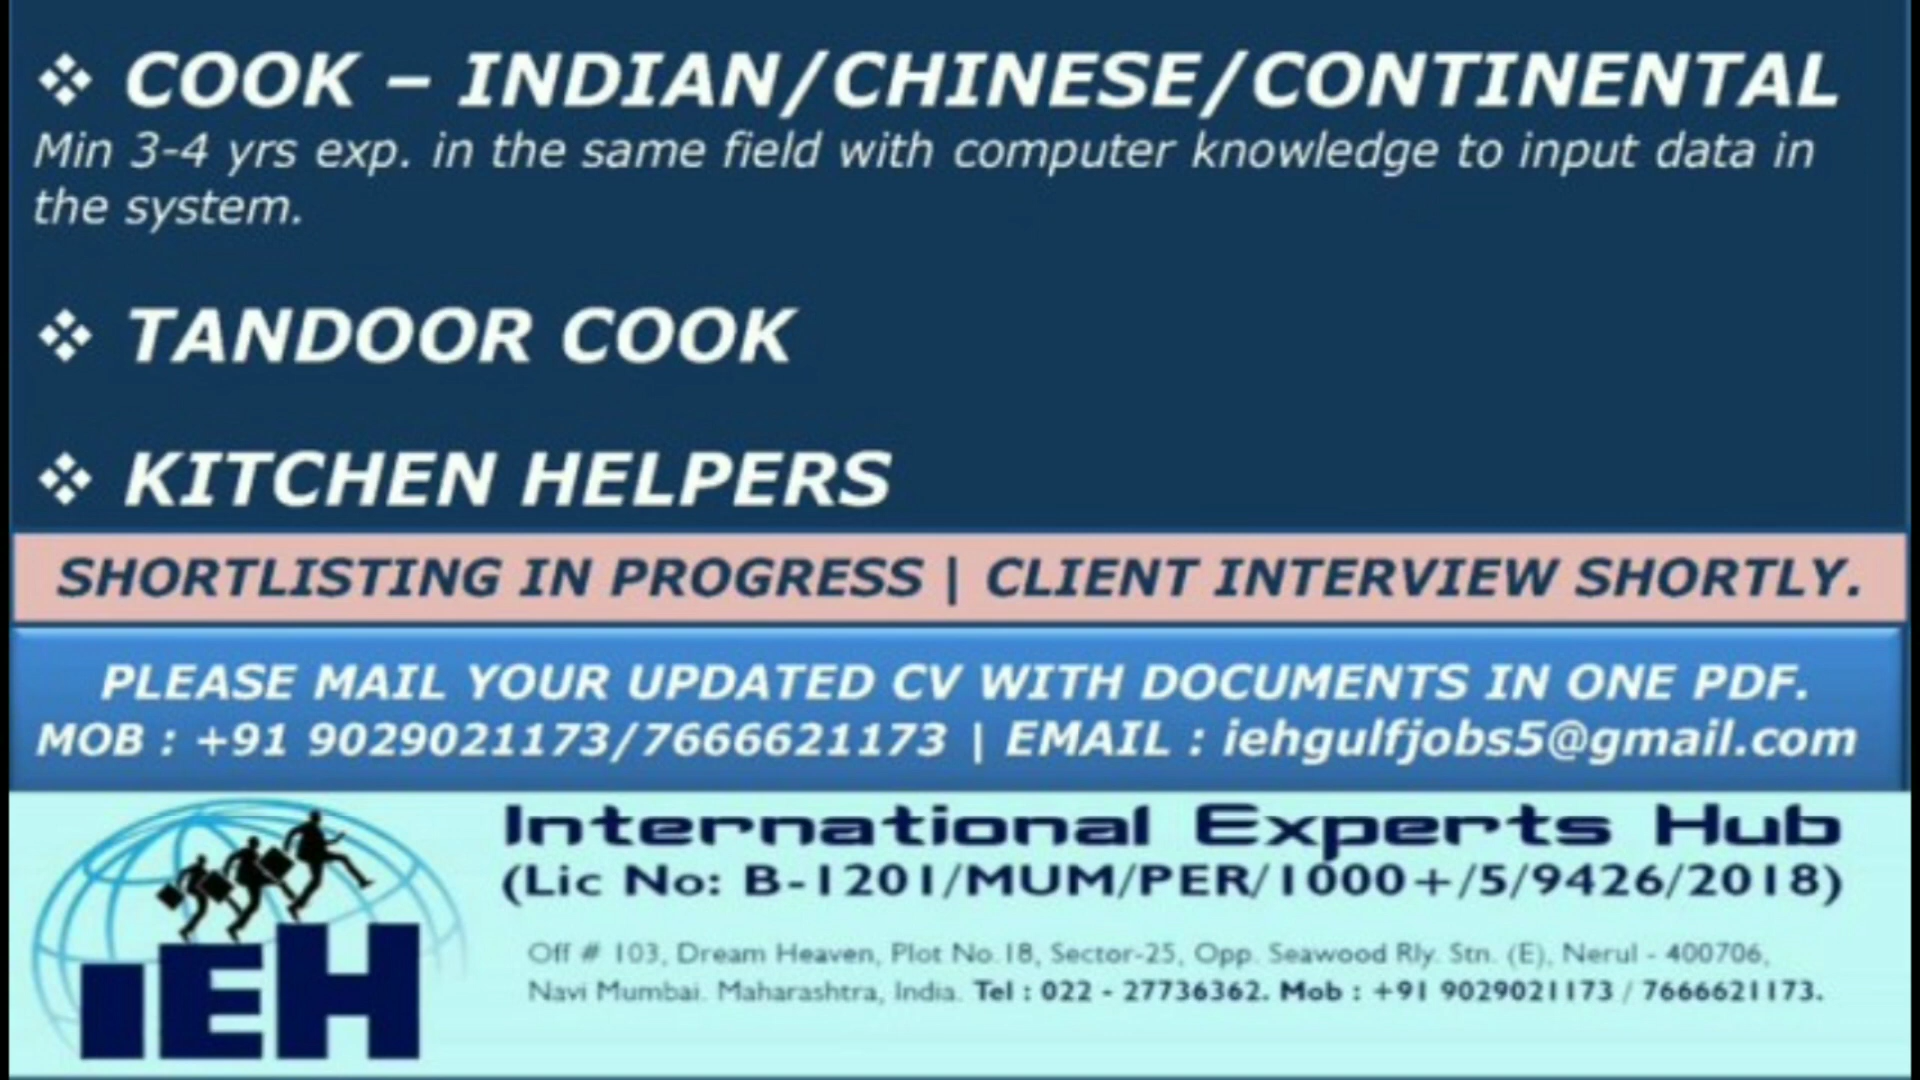 ❖ COOK – INDIAN/CHINESE/CONTINENTAL
Min 3-4 yrs exp. in the same field with computer knowledge to input data in
the system.
❖ TANDOOR COOK
❖ KITCHEN HELPERS
SHORTLISTING IN PROGRESS | CLIENT INTERVIEW SHORTLY.
PLEASE MAIL YOUR UPDATED CV WITH DOCUMENTS IN ONE PDF.
MOB : +91 9029021173/7666621173 | EMAIL : iehgulfjobs5@gmail.com
International Experts Hub
(Lic No: B-1201/MUM/PER/1000+/5/9426/2018)
Off # 103, Dream Heaven, Plot No.18, Sector-25, Opp. Seawood Rly. Stn. (E), Nerul - 400706,
Navi Mumbai. Maharashtra, India. Tel : 022 - 27736362. Mob : +91 9029021173 / 7666621173.
IEH